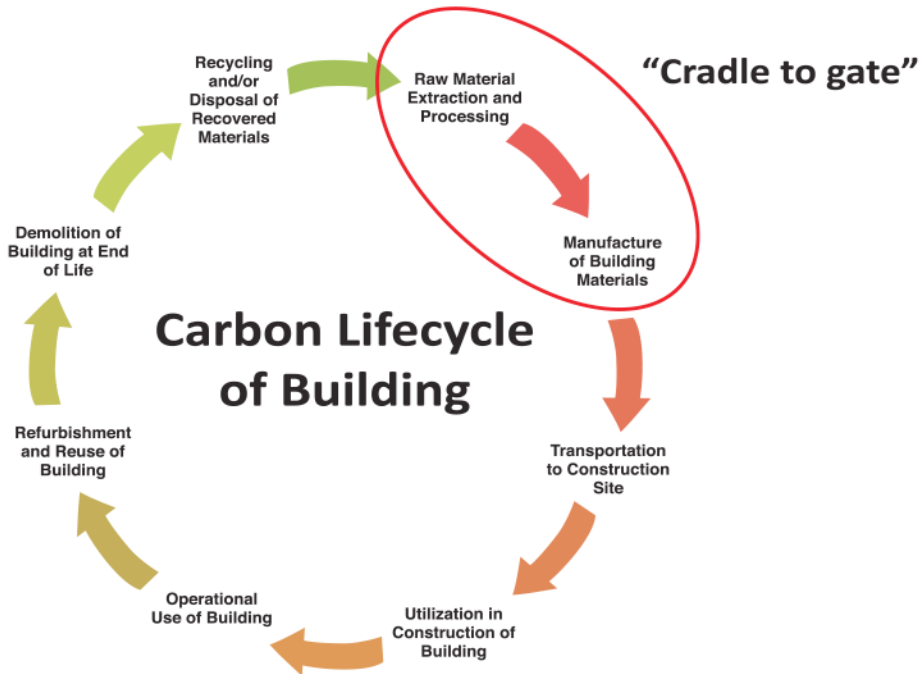 “Cradle to gate”
Raw Material
Extraction and
Processing
Manufacture
of Building
Materials
Transportation
to Construction
Site
Utilization in
Construction of
Building
Operational
Use of Building
Refurbishment
and Reuse of
Building
Demolition of
Building at End
of Life
Recycling
and/or
Disposal of
Recovered
Materials
Carbon Lifecycle
of Building